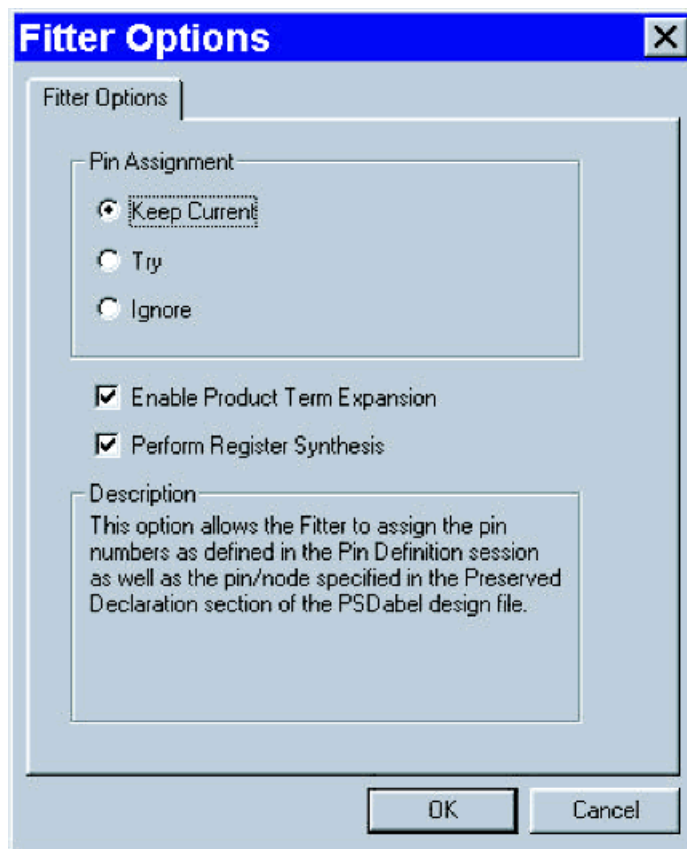 Fitter Options
Fitter Options
Pin Assignment
Keep Current
Try
Ignore
Enable Product Term Expansion
Perform Register Synthesis
Description
This option allows the Fitter to assign the pin
numbers as defined in the Pin Definition session
as well as the pin/node specified in the Preserved
Declaration section of the PSDabel design file.
OK
Cancel